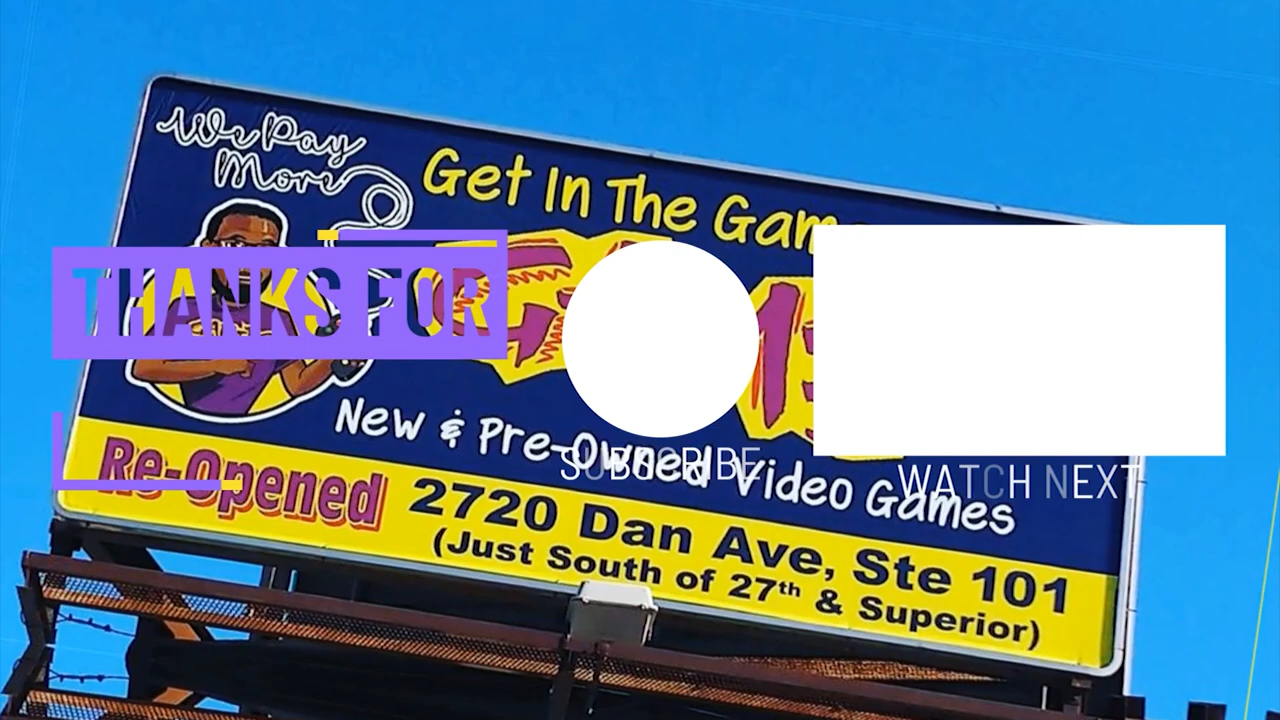 We Pay
More
Get In The Gam
THANKS FOR
New & Pre-Owned Video Games
SUBSCRIBE
WATCH NEXT
Re-Opened
2720 Dan Ave, Ste 101
(Just South of 27th & Superior)